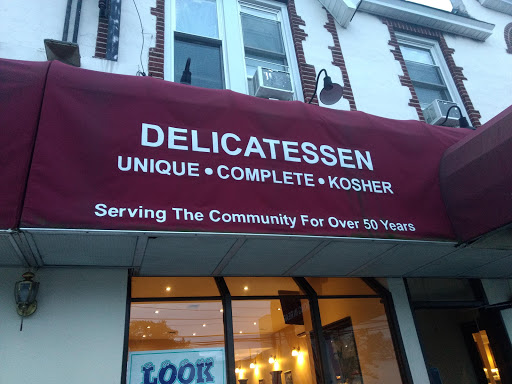 DELICATESSEN
UNIQUE • COMPLETE • KOSHER
Serving The Community For Over 50 Years
LOOK